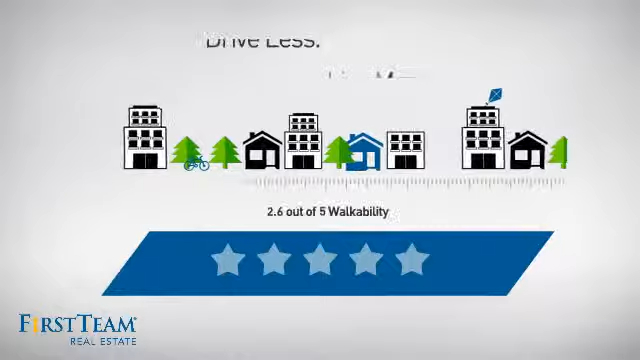 Drive Less.
2.6 out of 5 Walkability
FIRSTTEAM®
REAL ESTATE